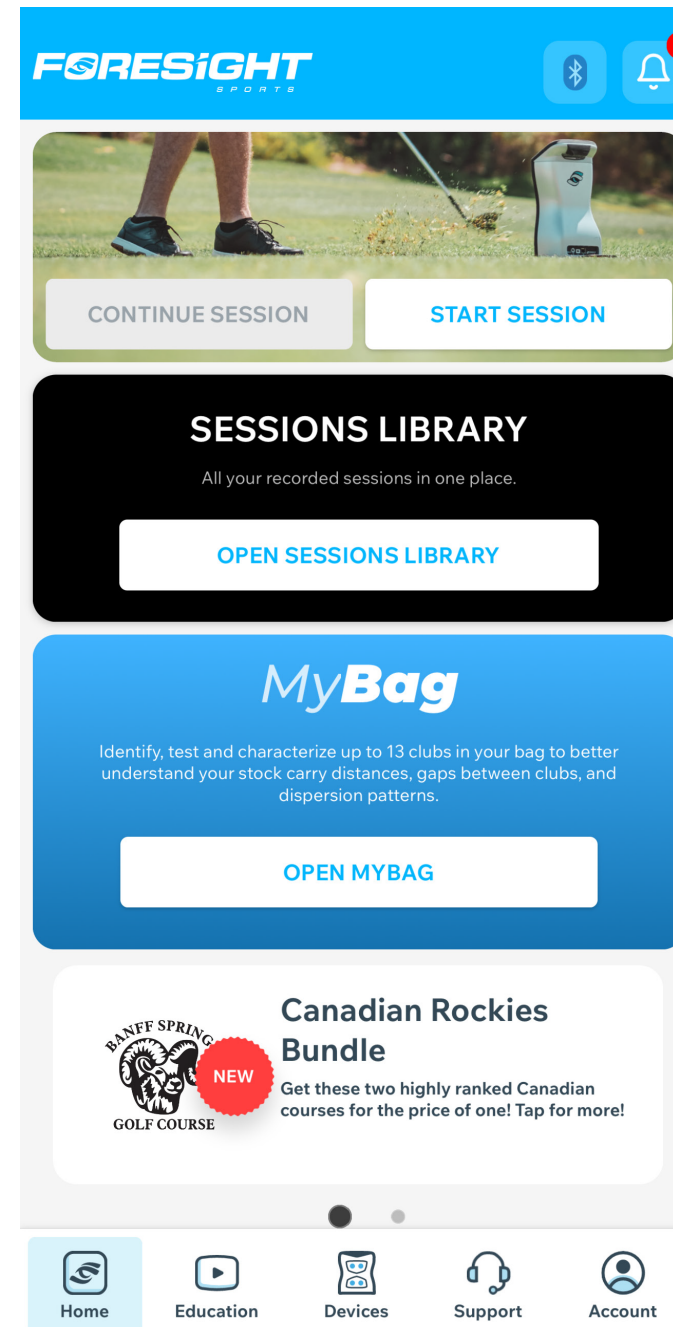 FORESiGHT
SPORTS
CONTINUE SESSION
START SESSION
SESSIONS LIBRARY
All your recorded sessions in one place.
OPEN SESSIONS LIBRARY
MyBag
Identify, test and characterize up to 13 clubs in your bag to better
understand your stock carry distances, gaps between clubs, and
dispersion patterns.
OPEN MYBAG
BANFF SPRING
GOLF COURSE
NEW
Canadian Rockies
Bundle
Get these two highly ranked Canadian
courses for the price of one! Tap for more!
Home
Education
Devices
Support
Account